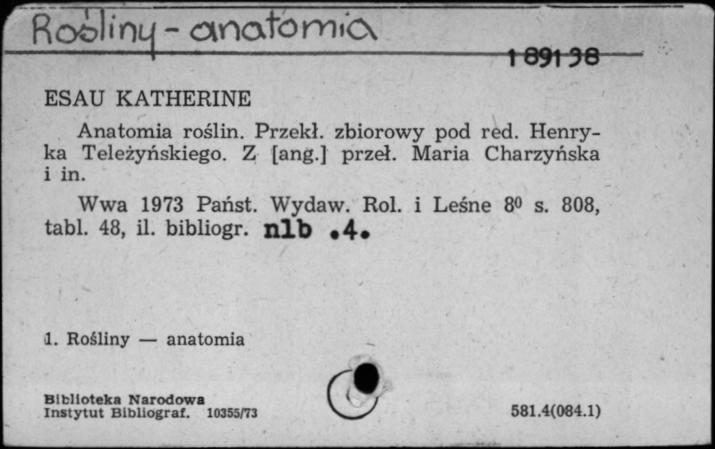 Rośliny - anatomia
189138
ESAU KATHERINE
Anatomia roślin. Przekł. zbiorowy pod red. Henry-
ka Teleżyńskiego. Z [ang.] przeł. Maria Charzyńska
i in.
Wwa 1973 Państ. Wydaw. Rol. i Leśne 8⁰ s. 808,
tabl. 48, il. bibliogr. nlb .4.
1. Rośliny — anatomia
Biblioteka Narodowa
Instytut Bibliograf. 10355/73
581.4(084.1)